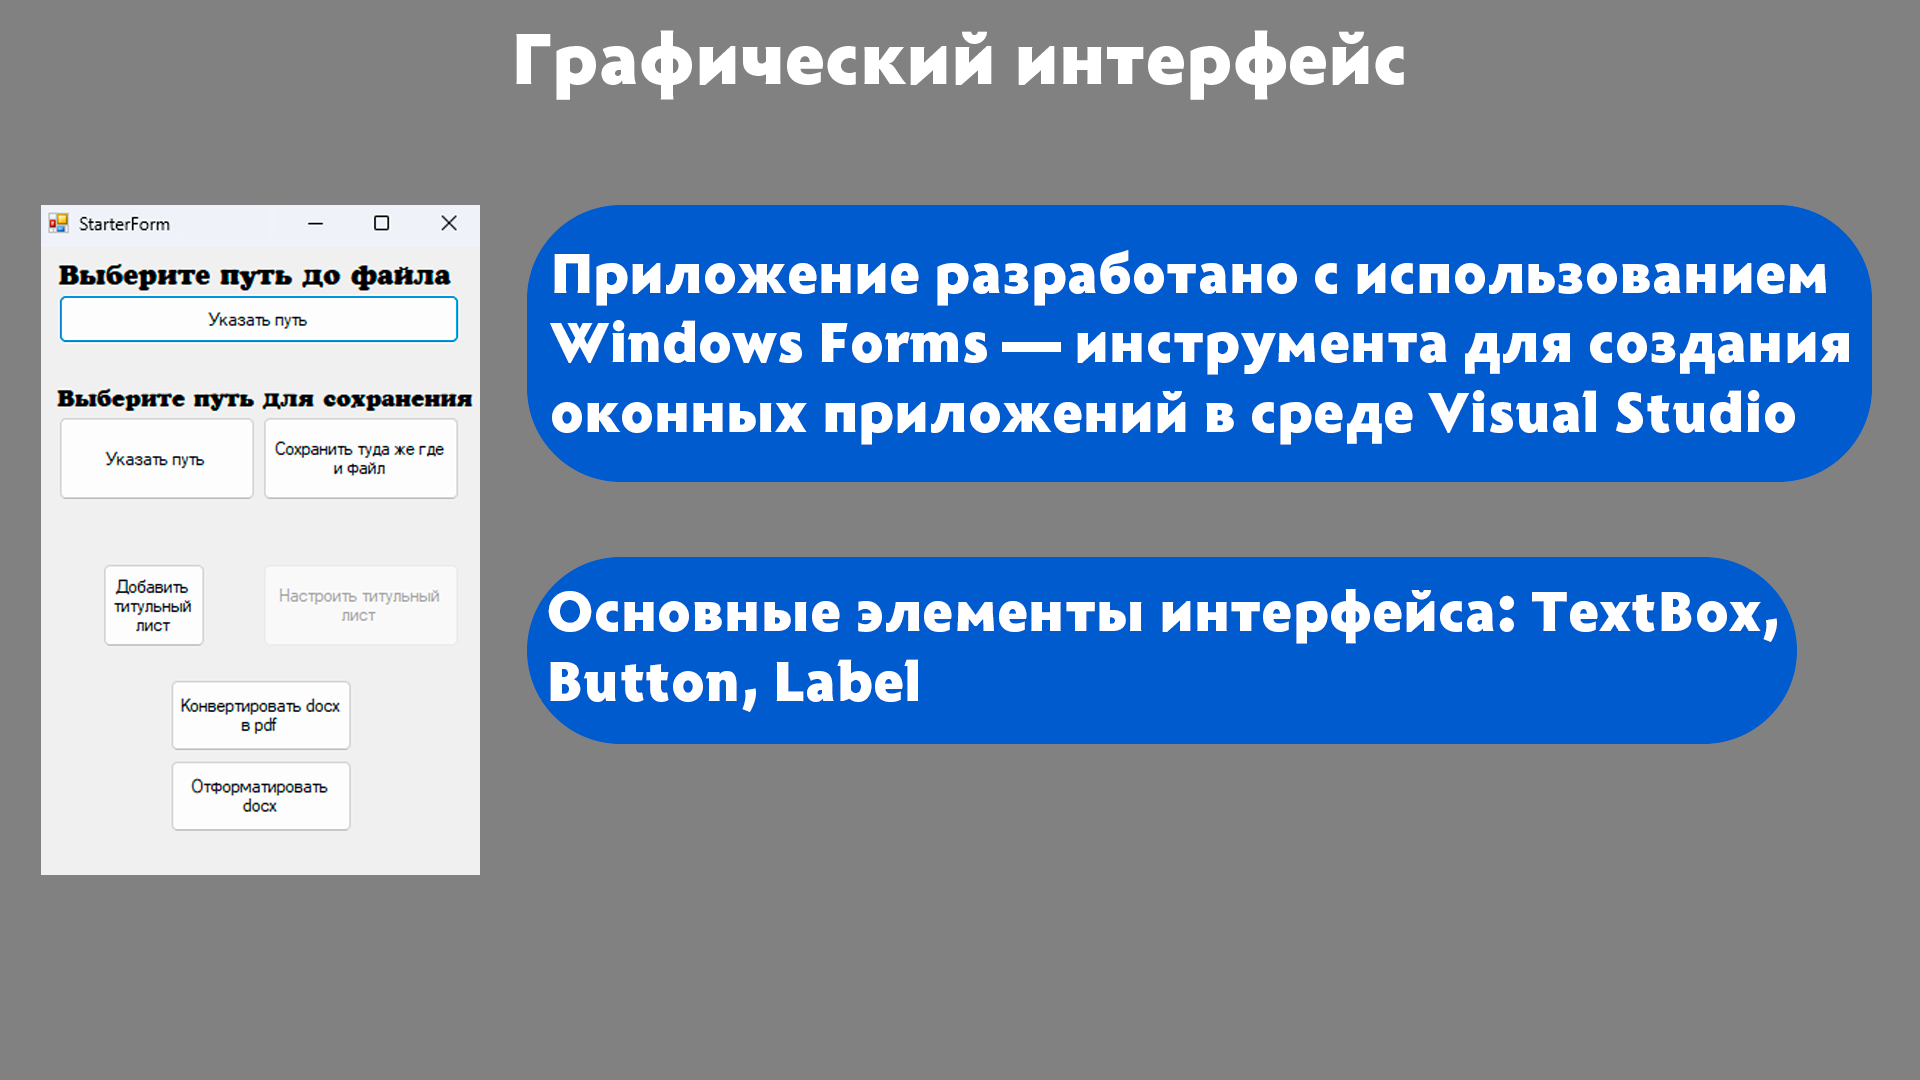 Графический интерфейс
StarterForm
Выберите путь до файла
Указать путь
Выберите путь для сохранения
Указать путь
Сохранить туда же где
и файл
Добавить
титульный
лист
Настроить титульный
лист
Конвертировать docx
в pdf
Отформатировать
docx
Приложение разработано с использованием
Windows Forms — инструмента для создания
оконных приложений в среде Visual Studio
Основные элементы интерфейса: TextBox,
Button, Label